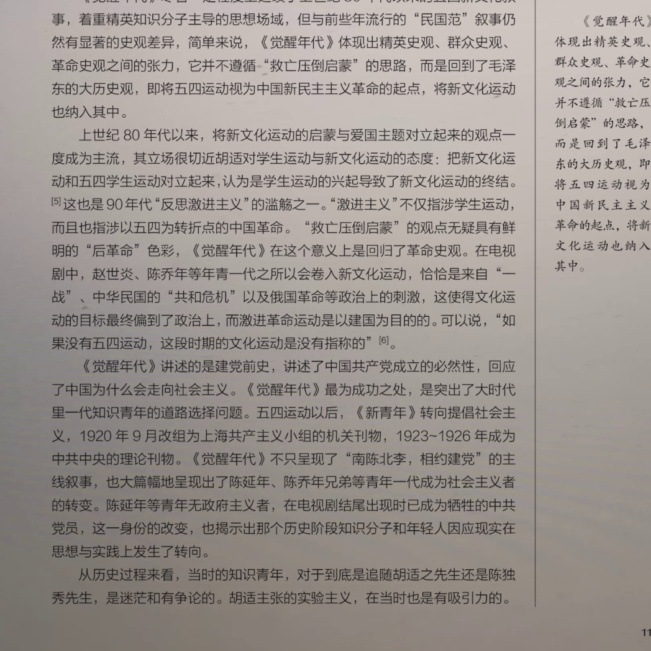 事，着重精英知识分子主导的思想场域，但与前些年流行的“民国范”叙事仍
然有显著的史观差异，简单来说，《觉醒年代》体现出精英史观、群众史观、
革命史观之间的张力，它并不遵循“救亡压倒启蒙”的思路，而是回到了毛泽
东的大历史观，即将五四运动视为中国新民主主义革命的起点，将新文化运动
也纳入其中。
上世纪80年代以来，将新文化运动的启蒙与爱国主题对立起来的观点一
度成为主流，其立场很切近胡适对学生运动与新文化运动的态度：把新文化运
动和五四学生运动对立起来，认为是学生运动的兴起导致了新文化运动的终结。
[5]这也是90年代“反思激进主义”的滥觞之一。“激进主义”不仅指涉学生运动，
而且也指涉以五四为转折点的中国革命。“救亡压倒启蒙”的观点无疑具有鲜
明的“后革命”色彩，《觉醒年代》在这个意义上是回归了革命史观。在电视
剧中，赵世炎、陈乔年等年青一代之所以会卷入新文化运动，恰恰是来自“一
战”、中华民国的“共和危机”以及俄国革命等政治上的刺激，这使得文化运
动的目标最终偏到了政治上，而激进革命运动是以建国为目的的。可以说，“如
果没有五四运动，这段时期的文化运动是没有指称的”[6]。
《觉醒年代》讲述的是建党前史，讲述了中国共产党成立的必然性，回应
了中国为什么会走向社会主义。《觉醒年代》最为成功之处，是突出了大时代
里一代知识青年的道路选择问题。五四运动以后，《新青年》转向提倡社会主
义，1920年9月改组为上海共产主义小组的机关刊物，1923~1926年成为
中共中央的理论刊物。《觉醒年代》不只呈现了“南陈北李，相约建党”的主
线叙事，也大篇幅地呈现出了陈延年、陈乔年兄弟等青年一代成为社会主义者
的转变。陈延年等青年无政府主义者，在电视剧结尾出现时已成为牺牲的中共
党员，这一身份的改变，也揭示出那个历史阶段知识分子和年轻人因应现实在
思想与实践上发生了转向。
从历史过程来看，当时的知识青年，对于到底是追随胡适之先生还是陈独
秀先生，是迷茫和有争论的。胡适主张的实验主义，在当时也是有吸引力的。
《觉醒年代》
体现出精英史观、
群众史观、革命史
观之间的张力，它
并不遵循“救亡压
倒启蒙”的思路，
而是回到了毛泽
东的大历史观，即
将五四运动视为
中国新民主主义
革命的起点，将新
文化运动也纳入
其中。
11